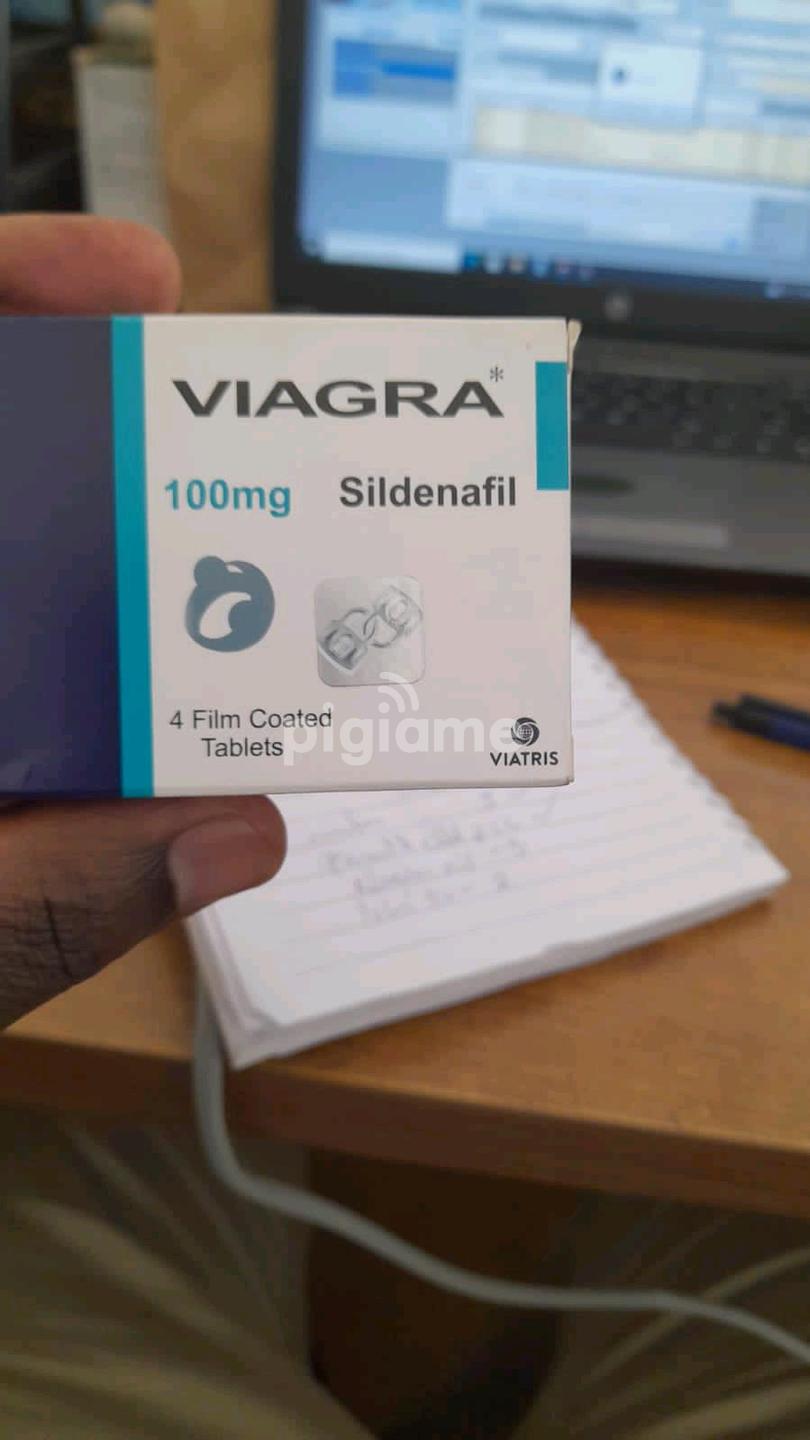 VIAGRA*
100mg Sildenafil
4 Film Coated
Tablets
pigiame
VIATRIS